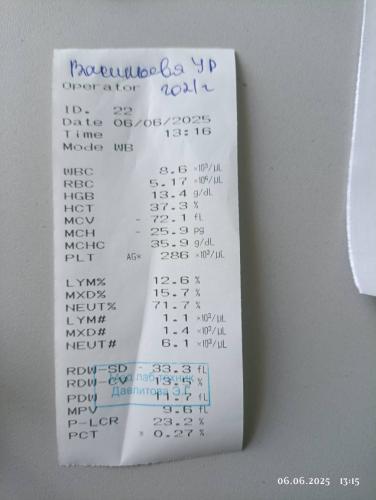 Васильева УР
Operator 2021г
ID. 22
Date 06/06/2025
Time 13:16
Mode WB
WBC 8.6 ×10³/µL
RBC 5.17 ×10⁶/µL
HGB 13.4 g/dL
HCT 37.3 %
MCV - 72.1 fL
MCH - 25.9 pg
MCHC 35.9 g/dL
PLT AG* 286 ×10³/µL
LYM% 12.6 %
MXD% 15.7 %
NEUT% 71.7 %
LYM# 1.1 ×10³/µL
MXD# 1.4 ×10³/µL
NEUT# 6.1 ×10³/µL
RDW-SD - 33.3 fL
RDW-CV 13.5 %
PDW 11.7 fL
MPV 9.6 fL
P-LCR 23.2 %
PCT * 0.27 %
лаб техник
Давлитова Э.Г.
06.06.2025 13:15